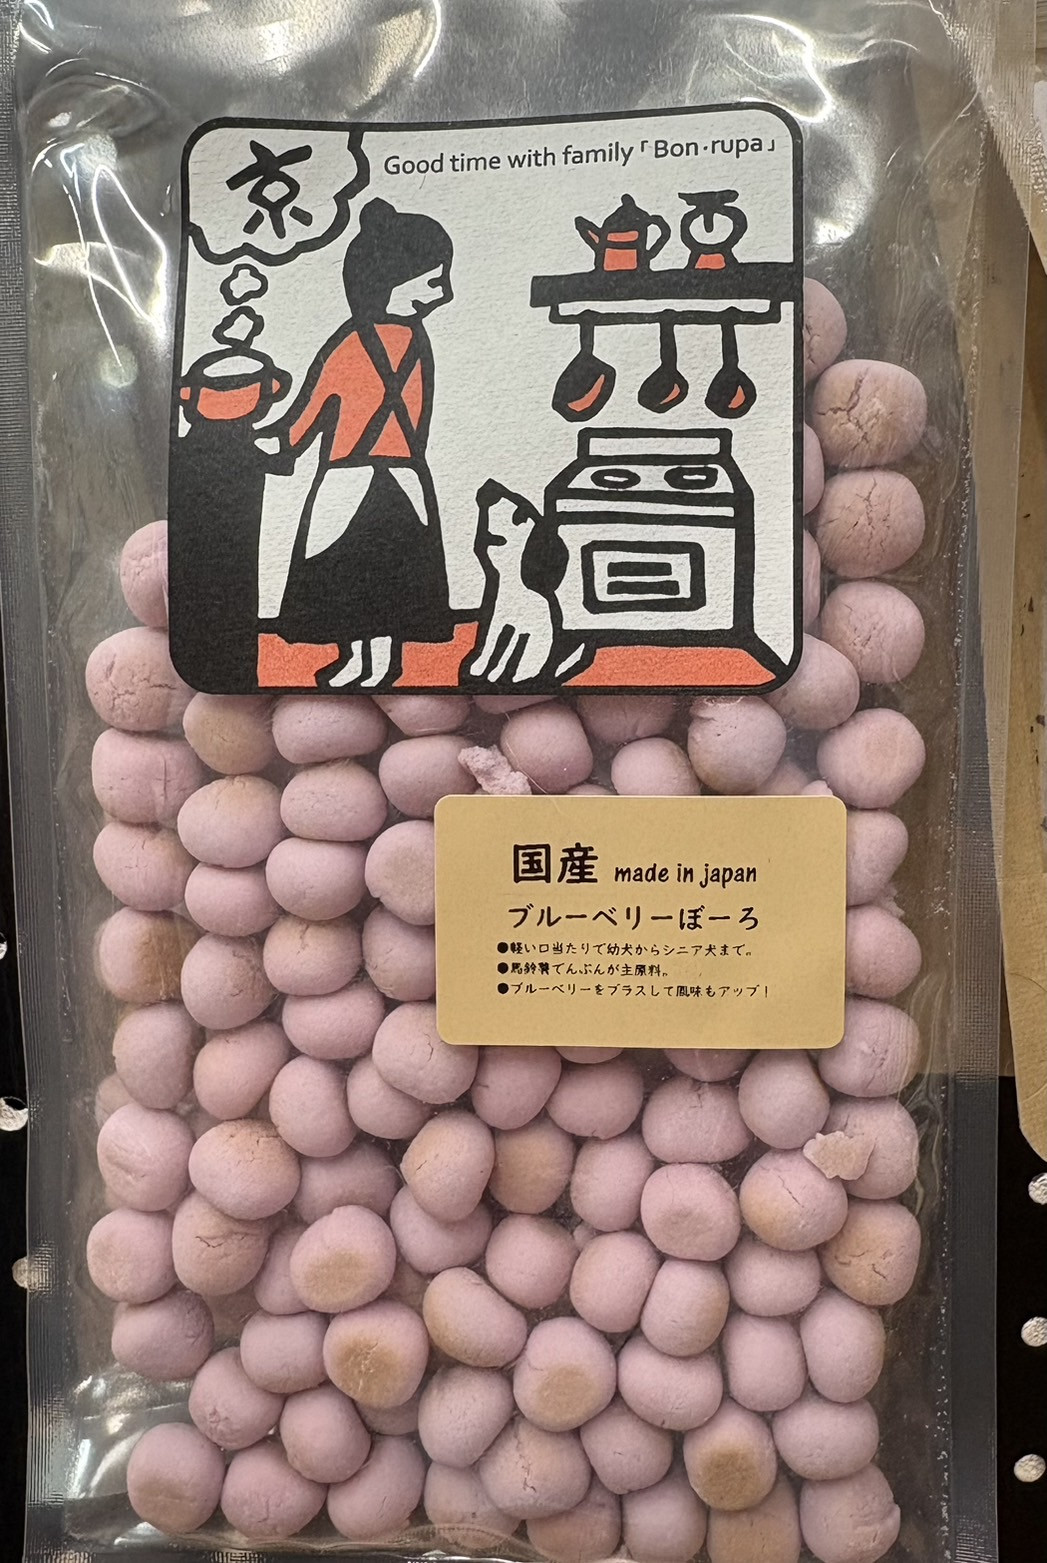 京
Good time with family「Bon·rupa」
国産 made in japan
ブルーベリーぼーろ
●軽い口当たりで幼犬からシニア犬まで。
●馬鈴薯でんぷんが主原料。
●ブルーベリーをプラスして風味もアップ！